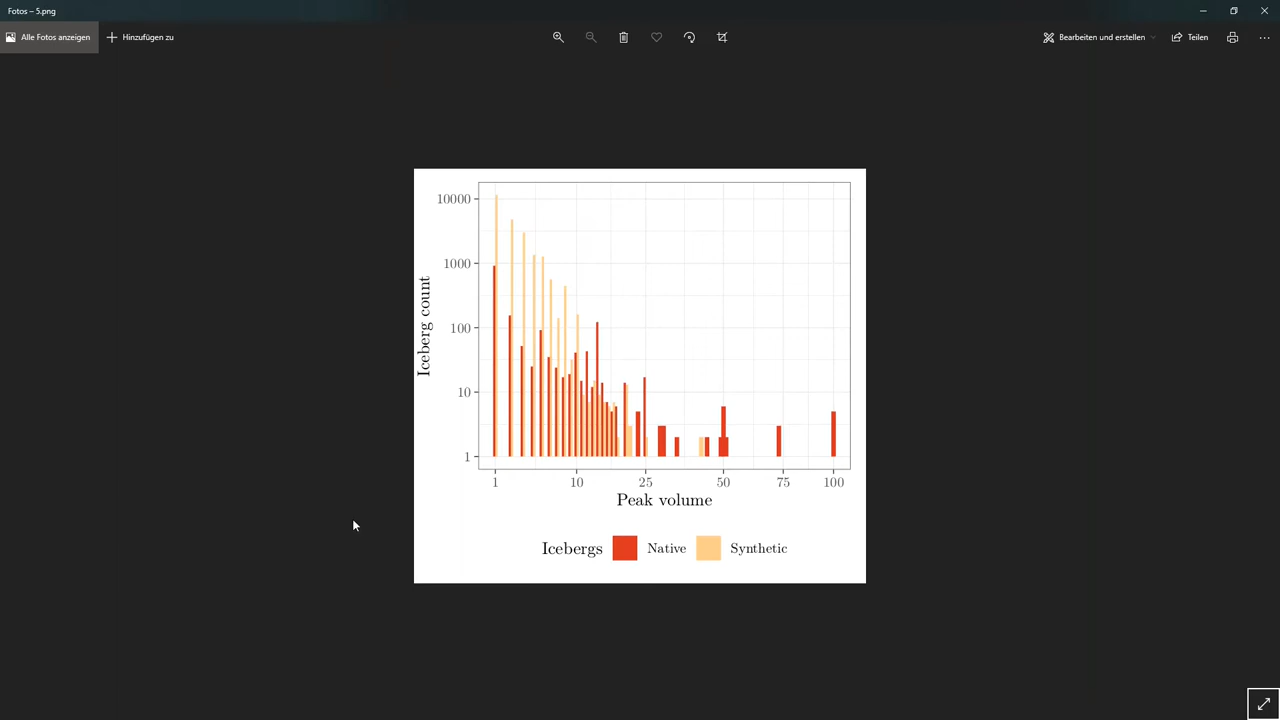 Fotos – 5.png
Alle Fotos anzeigen
Hinzufügen zu
Bearbeiten und erstellen
Teilen
Iceberg count
10000
1000
100
10
1
1 10 25 50 75 100
Peak volume
Icebergs Native Synthetic